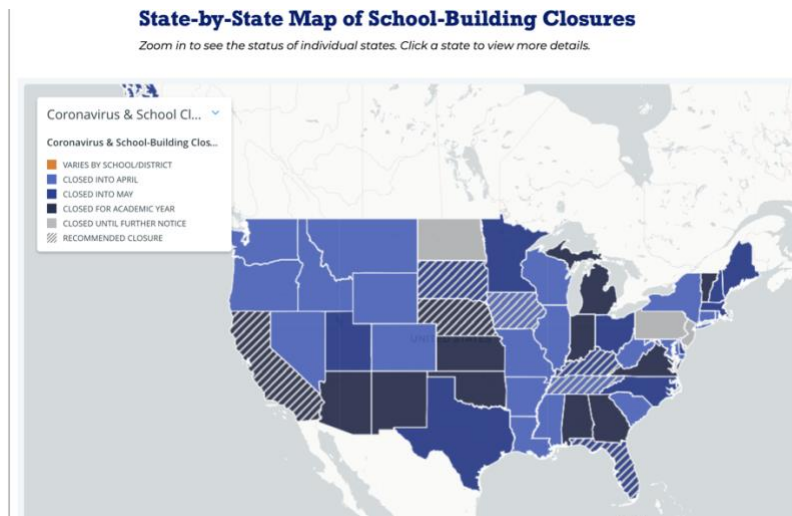 State-by-State Map of School-Building Closures
Zoom in to see the status of individual states. Click a state to view more details.
Coronavirus & School Cl...
Coronavirus & School-Building Clos...
VARIES BY SCHOOL/DISTRICT
CLOSED INTO APRIL
CLOSED INTO MAY
CLOSED FOR ACADEMIC YEAR
CLOSED UNTIL FURTHER NOTICE
RECOMMENDED CLOSURE
UNITED STATES